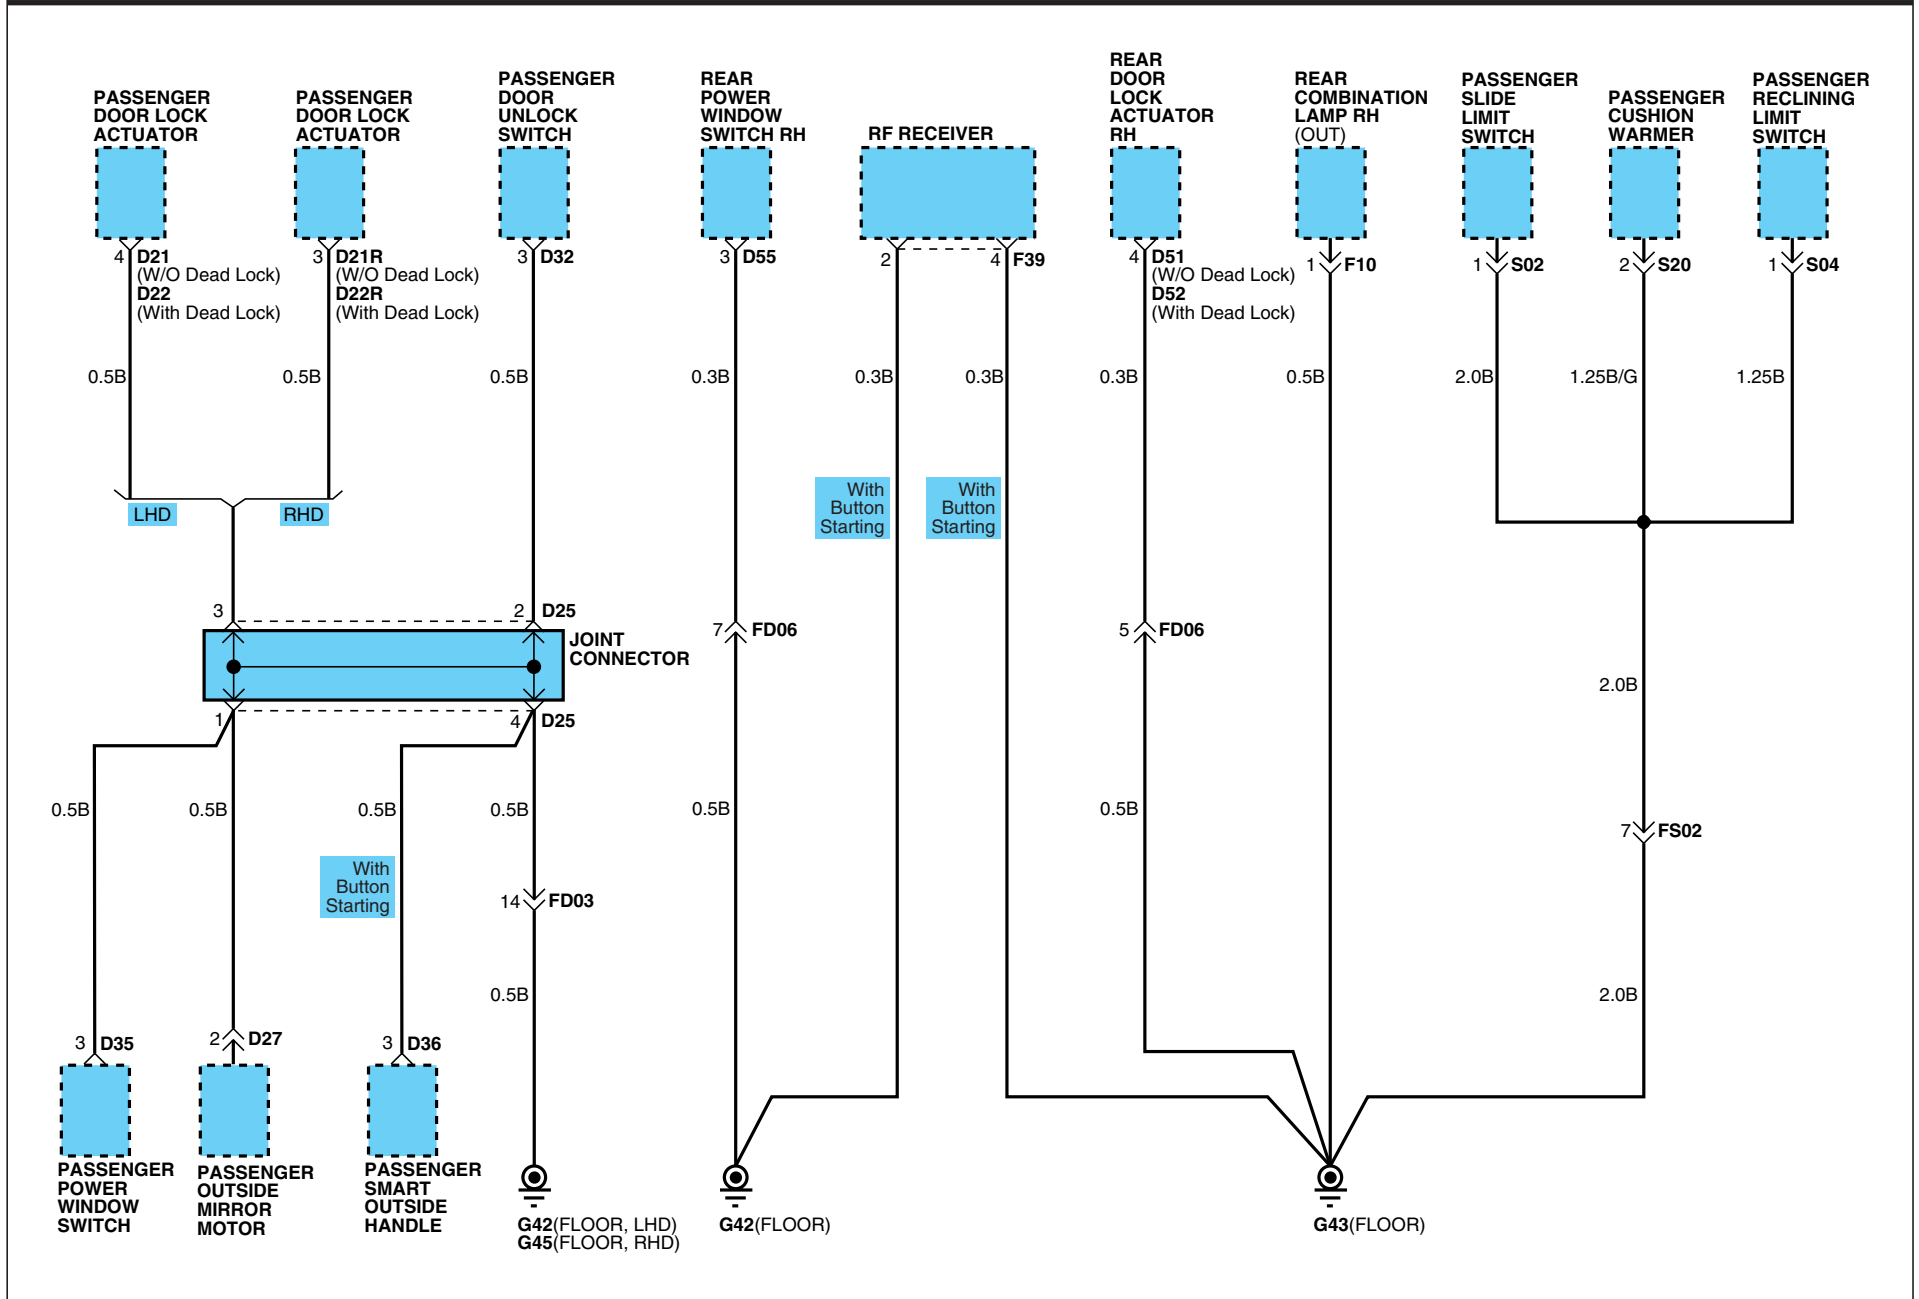 PASSENGER
DOOR LOCK
ACTUATOR
PASSENGER
DOOR LOCK
ACTUATOR
PASSENGER
DOOR
UNLOCK
SWITCH
REAR
POWER
WINDOW
SWITCH RH
RF RECEIVER
REAR
DOOR
LOCK
ACTUATOR
RH
REAR
COMBINATION
LAMP RH
(OUT)
PASSENGER
SLIDE
LIMIT
SWITCH
PASSENGER
CUSHION
WARMER
PASSENGER
RECLINING
LIMIT
SWITCH
4 D21
(W/O Dead Lock)
D22
(With Dead Lock)
3 D21R
(W/O Dead Lock)
D22R
(With Dead Lock)
3 D32
3 D55
2
4 F39
4 D51
(W/O Dead Lock)
D52
(With Dead Lock)
1 F10
1 S02
2 S20
1 S04
0.5B
0.5B
0.5B
0.3B
0.3B
0.3B
0.3B
0.5B
2.0B
1.25B/G
1.25B
LHD
RHD
With
Button
Starting
With
Button
Starting
3
2 D25
JOINT
CONNECTOR
7 FD06
5 FD06
2.0B
1
4 D25
0.5B
0.5B
0.5B
0.5B
0.5B
0.5B
7 FS02
With
Button
Starting
14 FD03
0.5B
2.0B
3 D35
2 D27
3 D36
PASSENGER
POWER
WINDOW
SWITCH
PASSENGER
OUTSIDE
MIRROR
MOTOR
PASSENGER
SMART
OUTSIDE
HANDLE
G42(FLOOR, LHD)
G45(FLOOR, RHD)
G42(FLOOR)
G43(FLOOR)